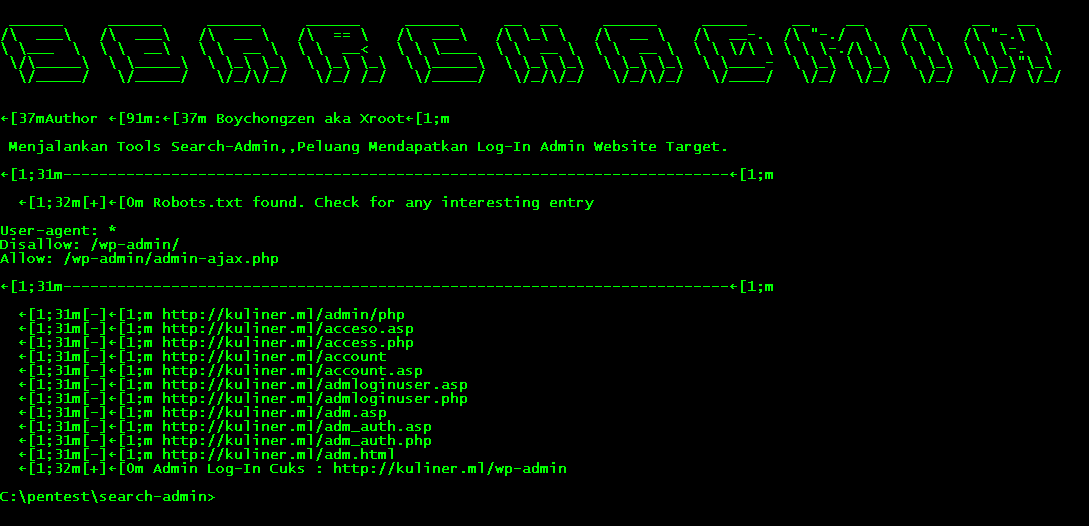 SEARCHADMIN
←[37mAuthor ←[91m:←[37m Boychongzen aka Xroot←[1;m
Menjalankan Tools Search-Admin,,Peluang Mendapatkan Log-In Admin Website Target.
←[1;31m--------------------------------------------------------------------------←[1;m
←[1;32m[+]←[0m Robots.txt found. Check for any interesting entry
User-agent: *
Disallow: /wp-admin/
Allow: /wp-admin/admin-ajax.php
←[1;31m--------------------------------------------------------------------------←[1;m
←[1;31m[-]←[1;m http://kuliner.ml/admin/php
←[1;31m[-]←[1;m http://kuliner.ml/acceso.asp
←[1;31m[-]←[1;m http://kuliner.ml/access.php
←[1;31m[-]←[1;m http://kuliner.ml/account
←[1;31m[-]←[1;m http://kuliner.ml/account.asp
←[1;31m[-]←[1;m http://kuliner.ml/admloginuser.asp
←[1;31m[-]←[1;m http://kuliner.ml/admloginuser.php
←[1;31m[-]←[1;m http://kuliner.ml/adm.asp
←[1;31m[-]←[1;m http://kuliner.ml/adm_auth.asp
←[1;31m[-]←[1;m http://kuliner.ml/adm_auth.php
←[1;31m[-]←[1;m http://kuliner.ml/adm.html
←[1;32m[+]←[0m Admin Log-In Cuks : http://kuliner.ml/wp-admin
C:\pentest\search-admin>